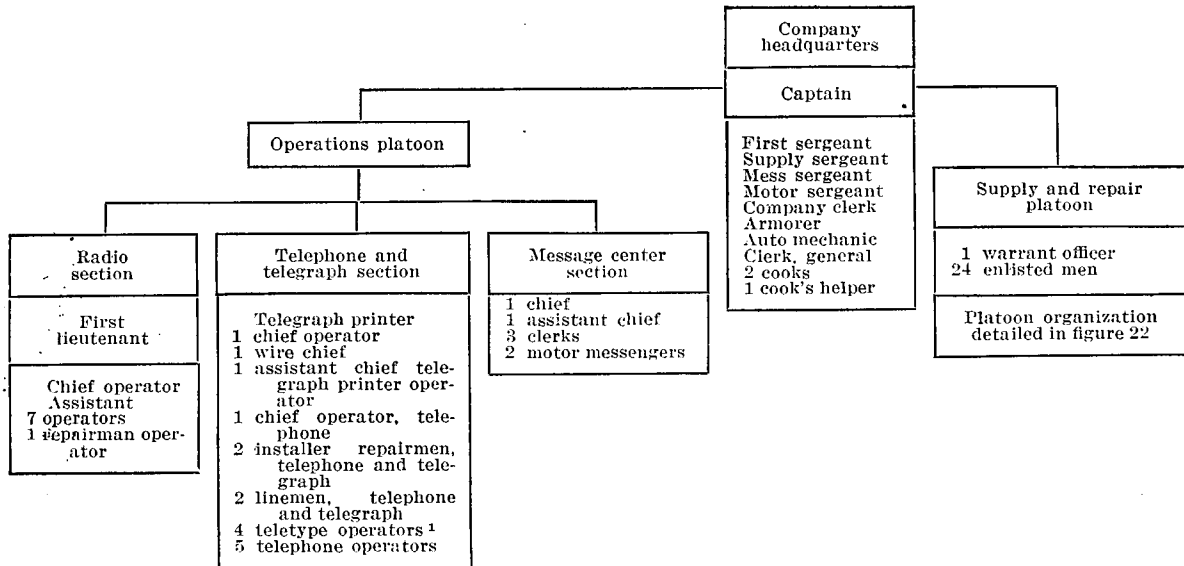 Company
headquarters
Captain
First sergeant
Supply sergeant
Mess sergeant
Motor sergeant
Company clerk
Armorer
Auto mechanic
Clerk, general
2 cooks
1 cook's helper
Operations platoon
Radio
section
First
lieutenant
Chief operator
Assistant
7 operators
1 repairman oper-
ator
Telephone and
telegraph section
Telegraph printer
1 chief operator
1 wire chief
1 assistant chief tele-
graph printer oper-
ator
1 chief operator, tele-
phone
2 installer repairmen,
telephone and tele-
graph
2 linemen, telephone
and telegraph
4 teletype operators ¹
5 telephone operators
Message center
section
1 chief
1 assistant chief
3 clerks
2 motor messengers
Supply and repair
platoon
1 warrant officer
24 enlisted men
Platoon organization
detailed in figure 22